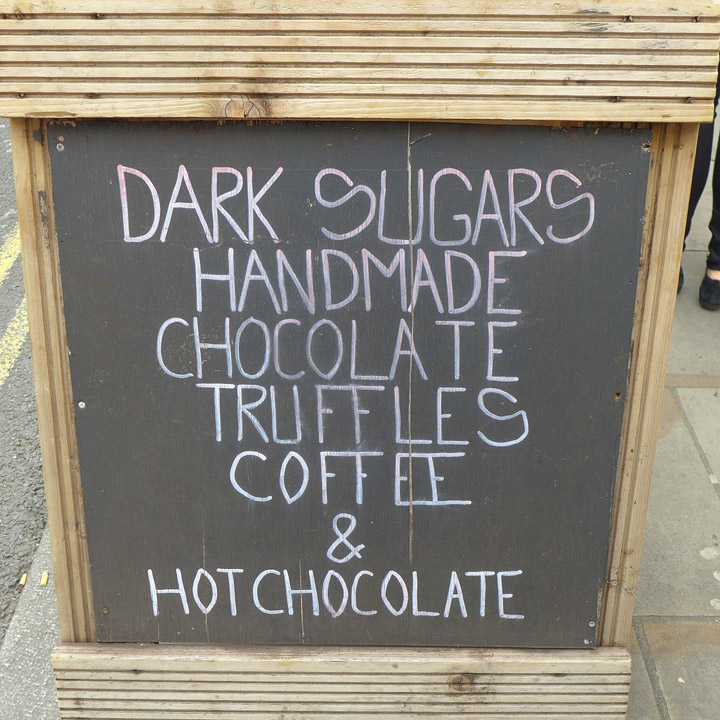 DARK SUGARS
HANDMADE
CHOCOLATE
TRUFFLES
COFFEE
&
HOT CHOCOLATE